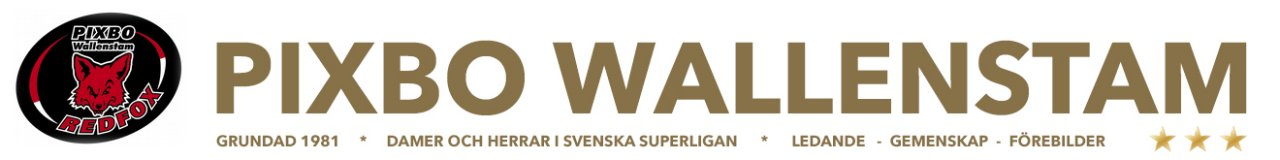 PIXBO
Wallenstam
REDFOX
PIXBO WALLENSTAM
GRUNDAD 1981 * DAMER OCH HERRAR I SVENSKA SUPERLIGAN * LEDANDE - GEMENSKAP - FÖREBILDER